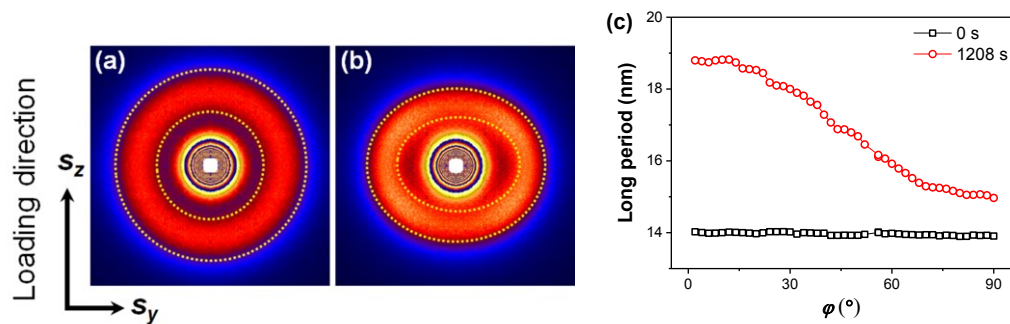 Loading direction
s_z
s_y
(a)
(b)
(c)
Long period (nm)
20
18
16
14
0 s
1208 s
0
30
60
90
φ (°)